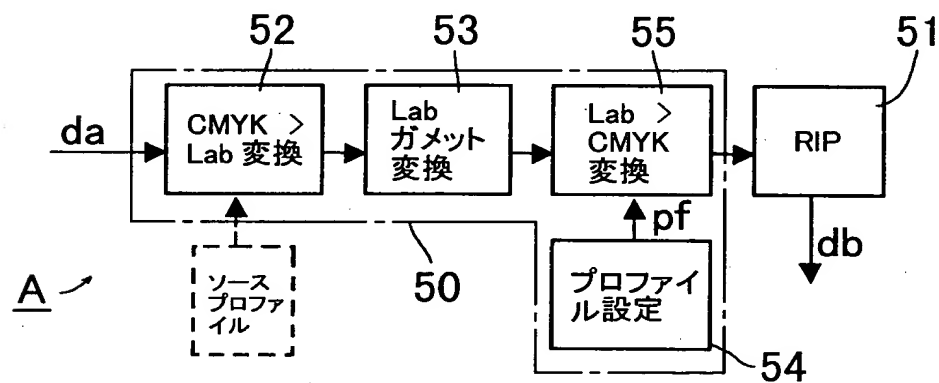 52
53
55
51
da
CMYK >
Lab 変換
Lab
ガメット
変換
Lab >
CMYK
変換
RIP
pf
db
A
ソース
プロファ
イル
50
プロファイ
ル設定
54